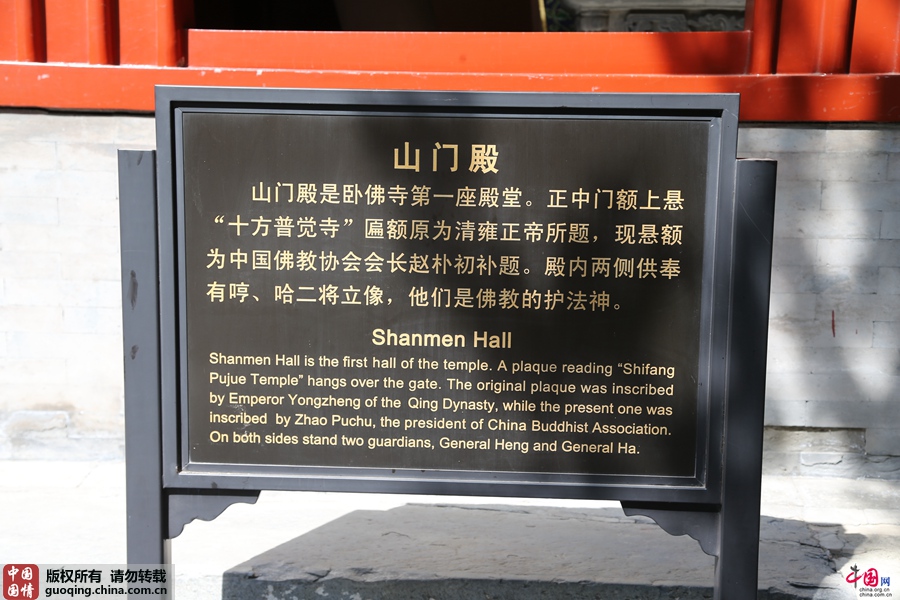 山门殿
山门殿是卧佛寺第一座殿堂。正中门额上悬
“十方普觉寺”匾额原为清雍正帝所题，现悬额
为中国佛教协会会长赵朴初补题。殿内两侧供奉
有哼、哈二将立像，他们是佛教的护法神。
Shanmen Hall
Shanmen Hall is the first hall of the temple. A plaque reading “Shifang
Pujue Temple” hangs over the gate. The original plaque was inscribed
by Emperor Yongzheng of the Qing Dynasty, while the present one was
inscribed by Zhao Puchu, the president of China Buddhist Association.
On both sides stand two guardians, General Heng and General Ha.
中国
国情
版权所有 请勿转载
guoqing.china.com.cn
中国网
china.org.cn
china.com.cn